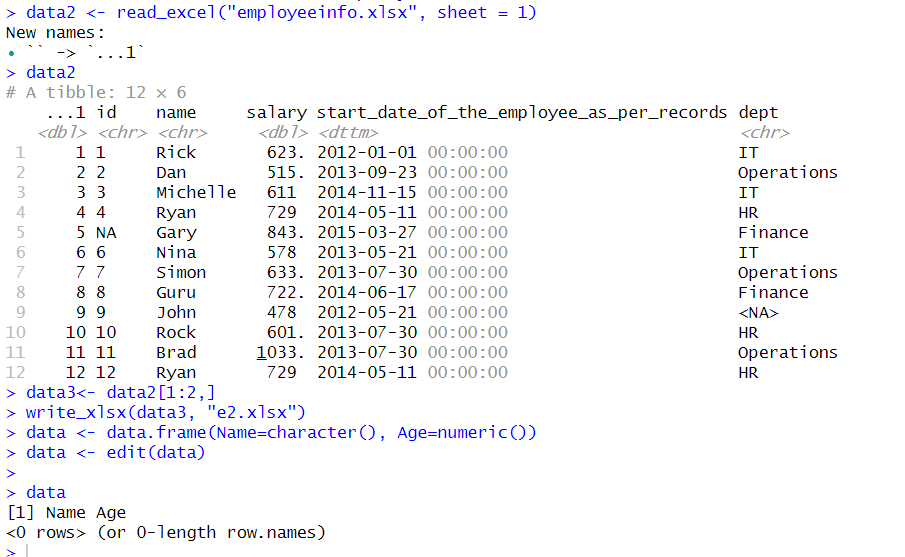 > data2 <- read_excel("employeeinfo.xlsx", sheet = 1)
New names:
• `` -> `...1`
> data2
# A tibble: 12 × 6
    ...1 id    name     salary start_date_of_the_employee_as_per_records dept
   <dbl> <chr> <chr>     <dbl> <dttm>                                    <chr>
 1     1 1     Rick       623. 2012-01-01 00:00:00                       IT
 2     2 2     Dan        515. 2013-09-23 00:00:00                       Operations
 3     3 3     Michelle   611  2014-11-15 00:00:00                       IT
 4     4 4     Ryan       729  2014-05-11 00:00:00                       HR
 5     5 NA    Gary       843. 2015-03-27 00:00:00                       Finance
 6     6 6     Nina       578  2013-05-21 00:00:00                       IT
 7     7 7     Simon      633. 2013-07-30 00:00:00                       Operations
 8     8 8     Guru       722. 2014-06-17 00:00:00                       Finance
 9     9 9     John       478  2012-05-21 00:00:00                       <NA>
10    10 10    Rock       601. 2013-07-30 00:00:00                       HR
11    11 11    Brad      1033. 2013-07-30 00:00:00                       Operations
12    12 12    Ryan       729  2014-05-11 00:00:00                       HR
> data3<- data2[1:2,]
> write_xlsx(data3, "e2.xlsx")
> data <- data.frame(Name=character(), Age=numeric())
> data <- edit(data)
>
> data
[1] Name Age
<0 rows> (or 0-length row.names)
>